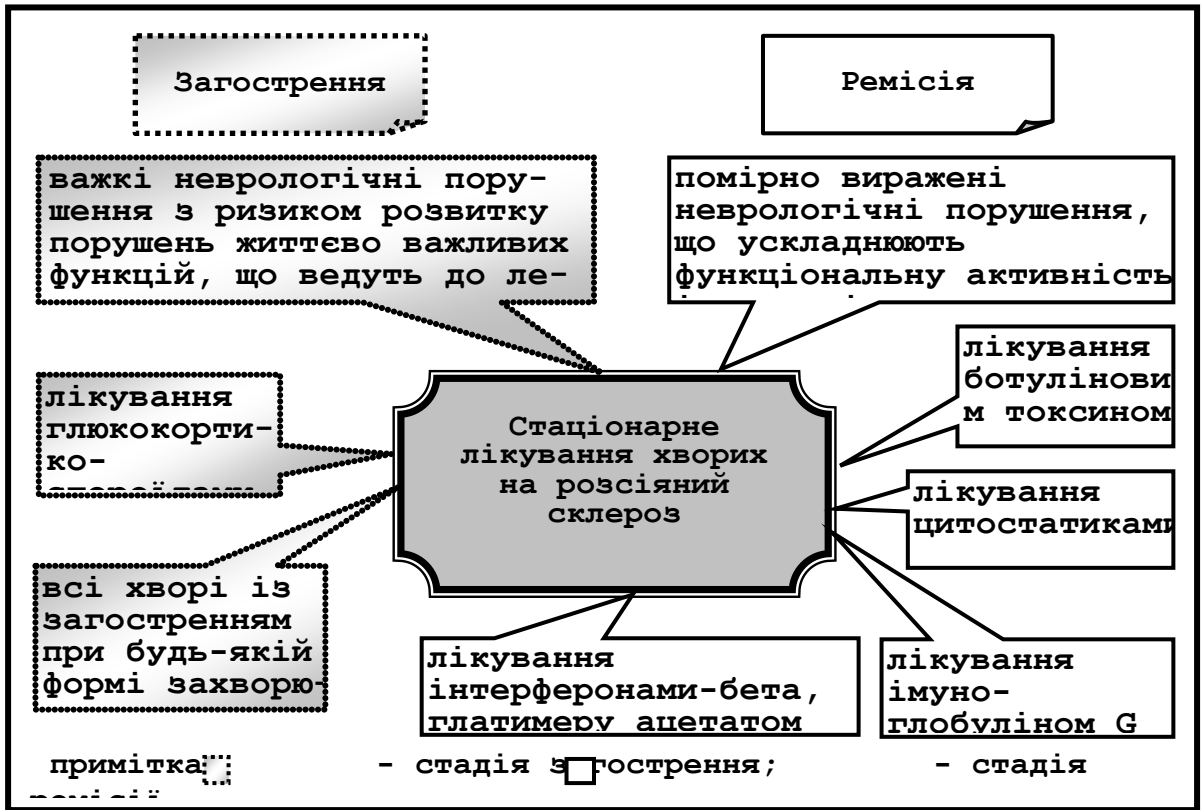 Загострення
Ремісія
важкі неврологічні пору-
шення з ризиком розвитку
порушень життєво важливих
функцій, що ведуть до ле-
помірно виражені
неврологічні порушення,
що ускладнюють
функціональну активність
лікування
ботулінови
м токсином
лікування
глюкокорти-
ко-
Стаціонарне
лікування хворих
на розсіяний
склероз
лікування
цитостатиками
всі хворі із
загостренням
при будь-якій
формі захворю-
лікування
інтерферонами-бета,
глатимеру ацетатом
лікування
імуно-
глобуліном G
примітка - стадія загострення; - стадія
ремісії